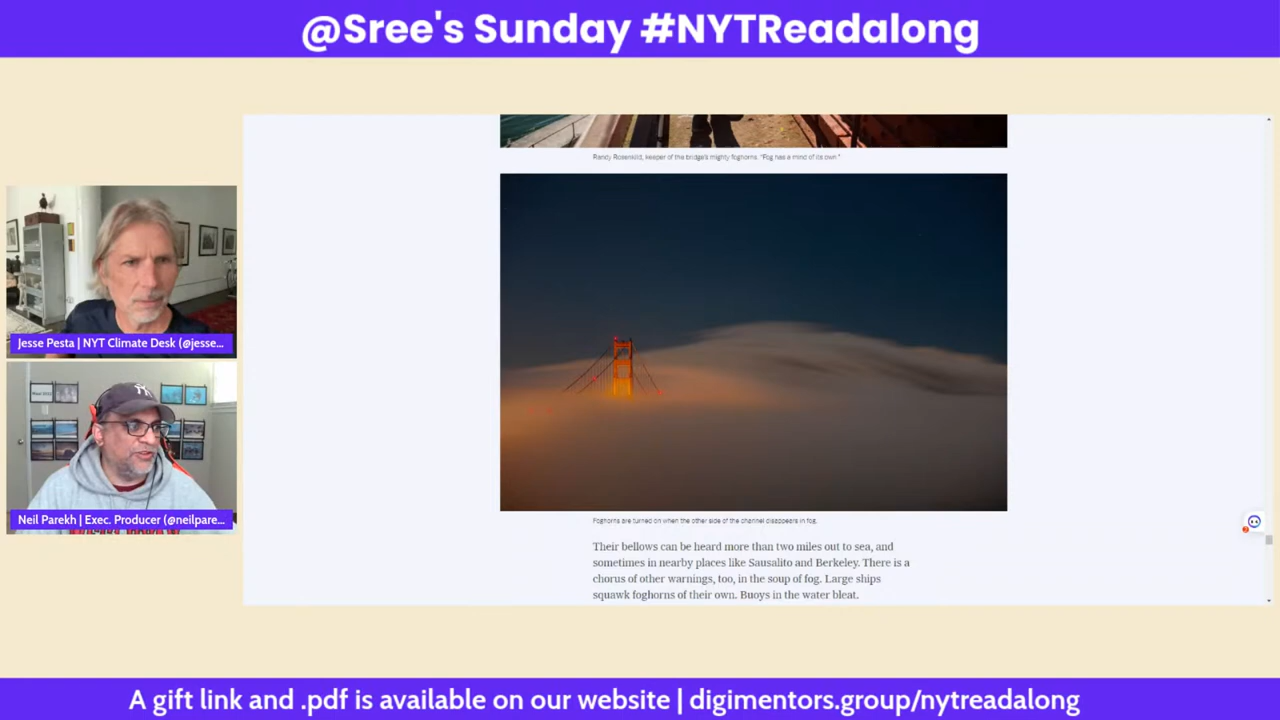 @Sree's Sunday #NYTReadalong
Randy Rosenkild, keeper of the bridge's mighty foghorns. "Fog has a mind of its own."
Jesse Pesta | NYT Climate Desk (@jesse...
Neil Parekh | Exec. Producer (@neilpare...
Foghorns are turned on when the other side of the channel disappears in fog.
Their bellows can be heard more than two miles out to sea, and
sometimes in nearby places like Sausalito and Berkeley. There is a
chorus of other warnings, too, in the soup of fog. Large ships
squawk foghorns of their own. Buoys in the water bleat.
A gift link and .pdf is available on our website | digimentors.group/nytreadalong